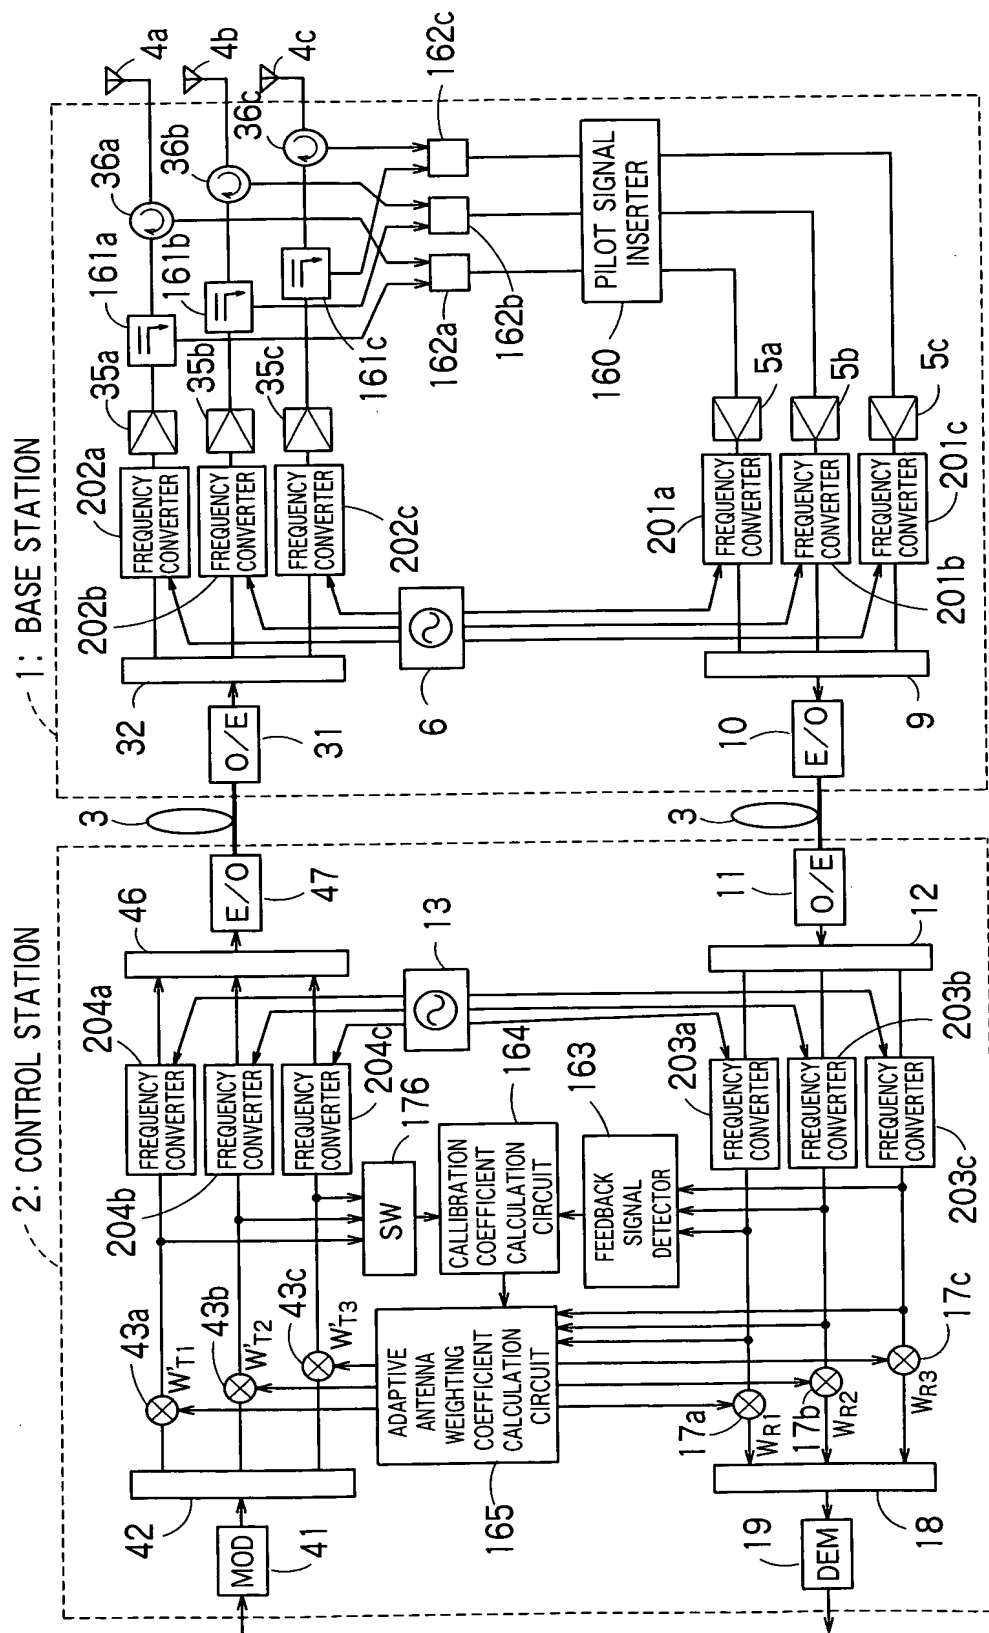 1: BASE STATION
4a
4b
4c
36a
36b
36c
161a
161b
161c
162a
162b
162c
35a
35b
35c
202a
202b
202c
FREQUENCY
CONVERTER
FREQUENCY
CONVERTER
FREQUENCY
CONVERTER
PILOT SIGNAL
INSERTER
160
5a
5b
5c
201a
201b
201c
FREQUENCY
CONVERTER
FREQUENCY
CONVERTER
FREQUENCY
CONVERTER
6
32
O/E
31
9
10
E/O
3
3
2: CONTROL STATION
E/O
47
46
11
O/E
12
13
204a
204b
204c
FREQUENCY
CONVERTER
FREQUENCY
CONVERTER
FREQUENCY
CONVERTER
203a
203b
203c
FREQUENCY
CONVERTER
FREQUENCY
CONVERTER
FREQUENCY
CONVERTER
176
SW
164
CALLIBRATION
COEFFICIENT
CALCULATION
CIRCUIT
163
FEEDBACK
SIGNAL
DETECTOR
43a
43b
43c
W'T1
W'T2
W'T3
ADAPTIVE
ANTENNA
WEIGHTING
COEFFICIENT
CALCULATION
CIRCUIT
165
17a
17b
17c
WR1
WR2
WR3
42
MOD
41
18
19
DEM